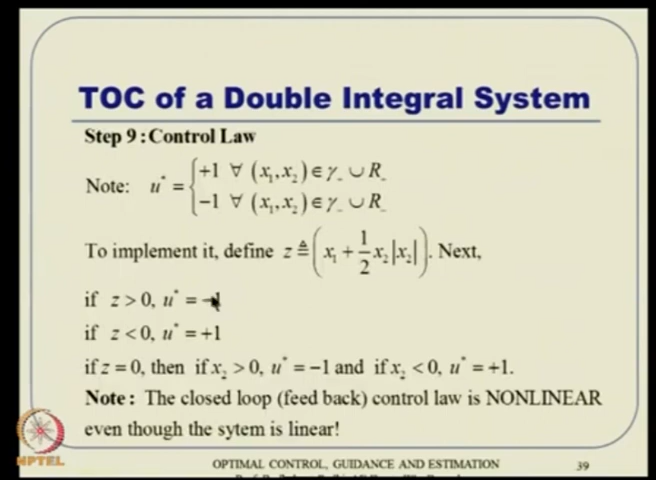 TOC of a Double Integral System
Step 9 : Control Law
Note: u* = { +1 ∀ (x₁, x₂) ∈ γ₋ ∪ R₋
−1 ∀ (x₁, x₂) ∈ γ₋ ∪ R₋
To implement it, define z ≜ ( x₁ + 1/2 x₂|x₂| ). Next,
if z > 0, u* = −1
if z < 0, u* = +1
if z = 0, then if x₂ > 0, u* = −1 and if x₂ < 0, u* = +1.
Note : The closed loop (feed back) control law is NONLINEAR
even though the sytem is linear!
NPTEL
OPTIMAL CONTROL, GUIDANCE AND ESTIMATION
39